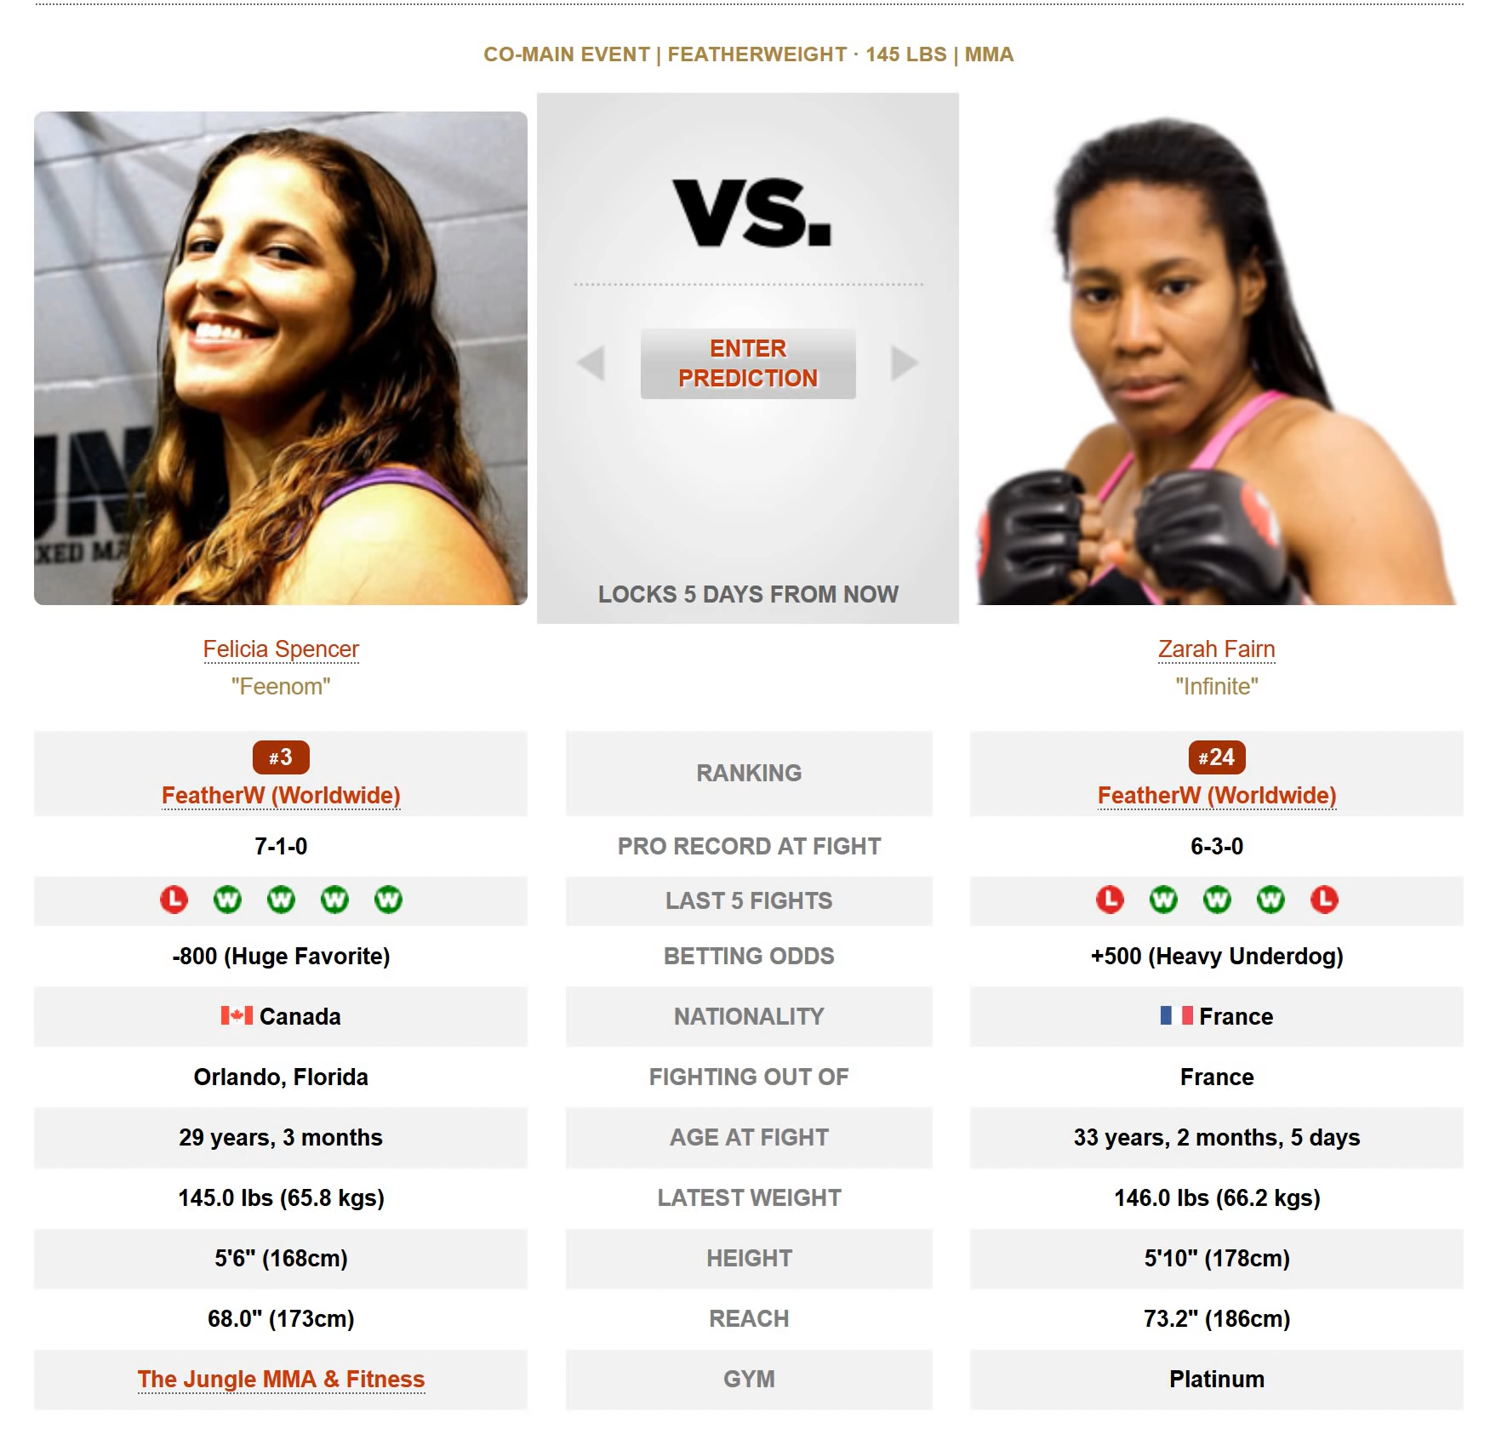 CO-MAIN EVENT | FEATHERWEIGHT · 145 LBS | MMA
VS.
ENTER
PREDICTION
LOCKS 5 DAYS FROM NOW
UN
XED MA
Felicia Spencer
"Feenom"
Zarah Fairn
"Infinite"
#3
FeatherW (Worldwide)
RANKING
#24
FeatherW (Worldwide)
7-1-0
PRO RECORD AT FIGHT
6-3-0
L W W W W
LAST 5 FIGHTS
L W W W L
-800 (Huge Favorite)
BETTING ODDS
+500 (Heavy Underdog)
Canada
NATIONALITY
France
Orlando, Florida
FIGHTING OUT OF
France
29 years, 3 months
AGE AT FIGHT
33 years, 2 months, 5 days
145.0 lbs (65.8 kgs)
LATEST WEIGHT
146.0 lbs (66.2 kgs)
5'6" (168cm)
HEIGHT
5'10" (178cm)
68.0" (173cm)
REACH
73.2" (186cm)
The Jungle MMA & Fitness
GYM
Platinum